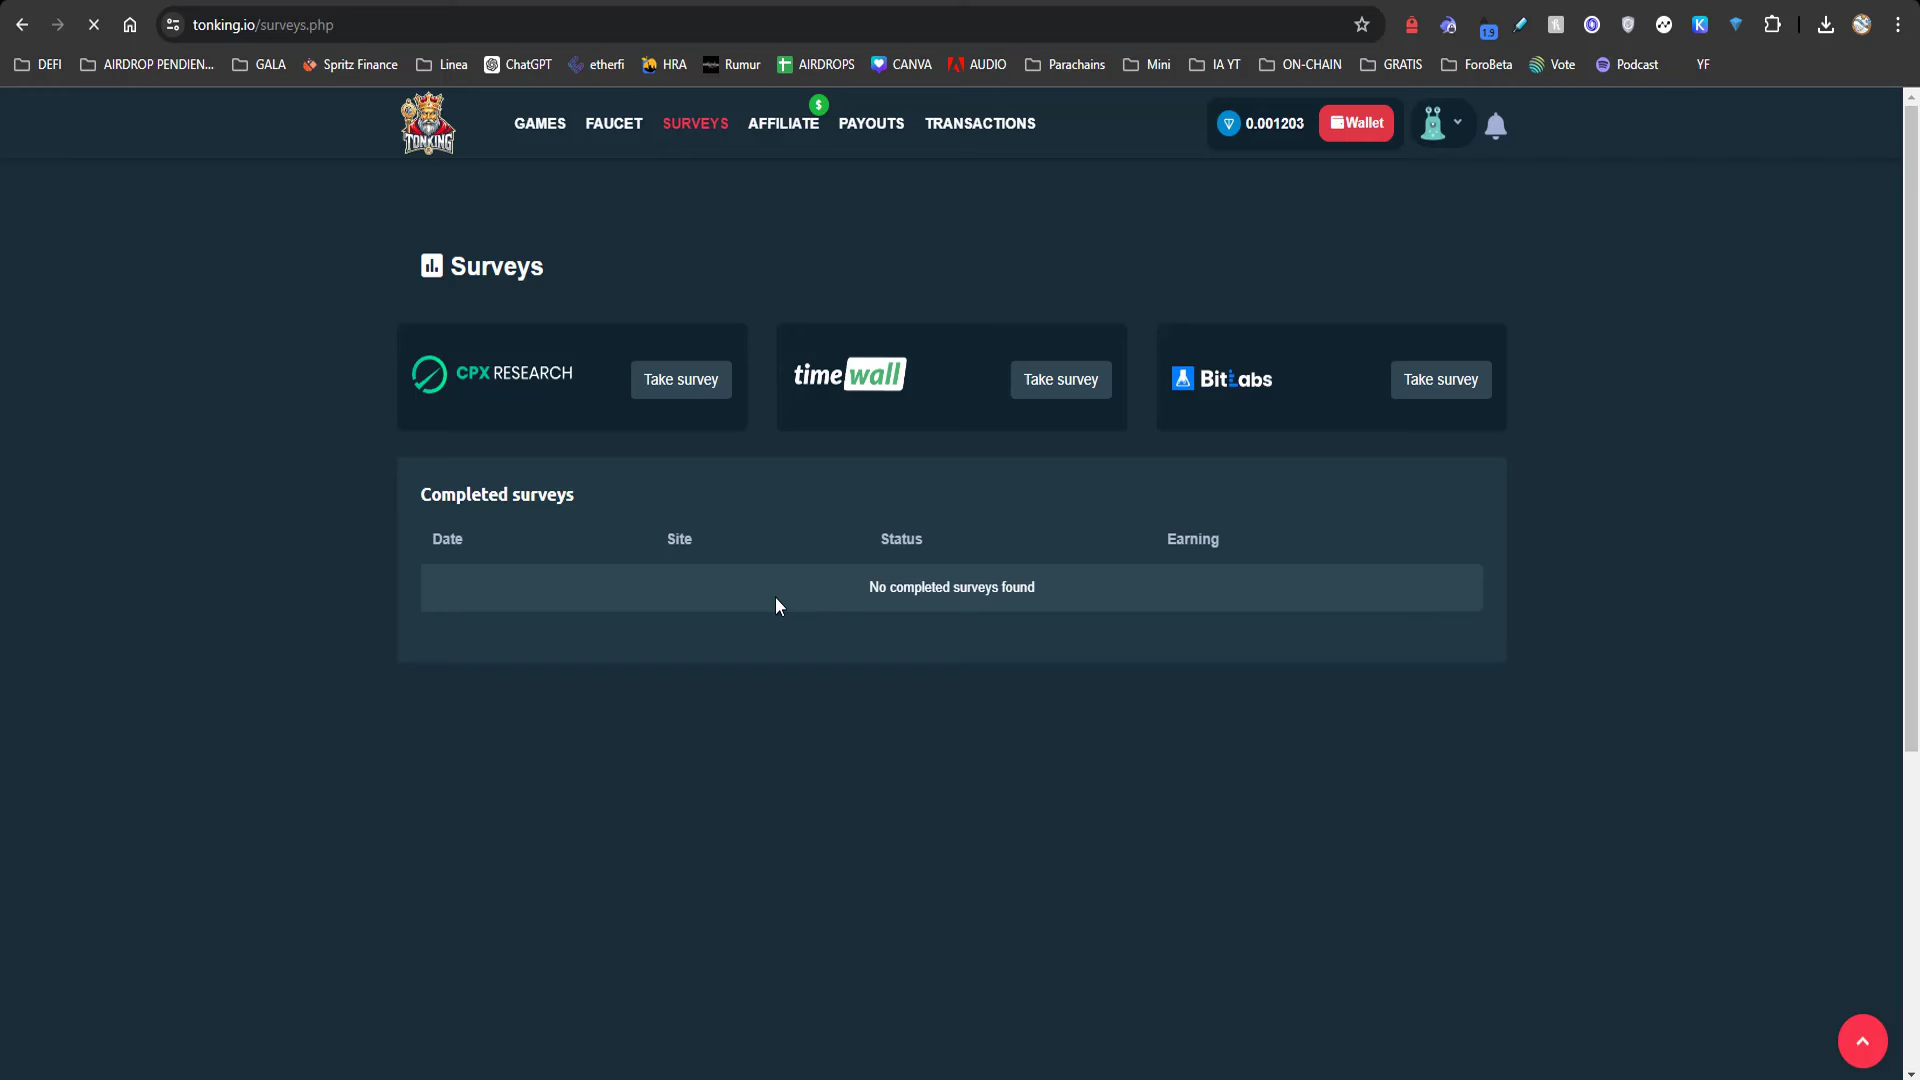 tonking.io/surveys.php
1.9
DEFI AIRDROP PENDIEN... GALA Spritz Finance Linea ChatGPT etherfi HRA Rumur AIRDROPS CANVA AUDIO Parachains Mini IA YT ON-CHAIN GRATIS ForoBeta Vote Podcast YF
TONKING
GAMES FAUCET SURVEYS AFFILIATE $ PAYOUTS TRANSACTIONS 0.001203 Wallet
Surveys
CPX RESEARCH Take survey
timewall Take survey
BitLabs Take survey
Completed surveys
Date Site Status Earning
No completed surveys found